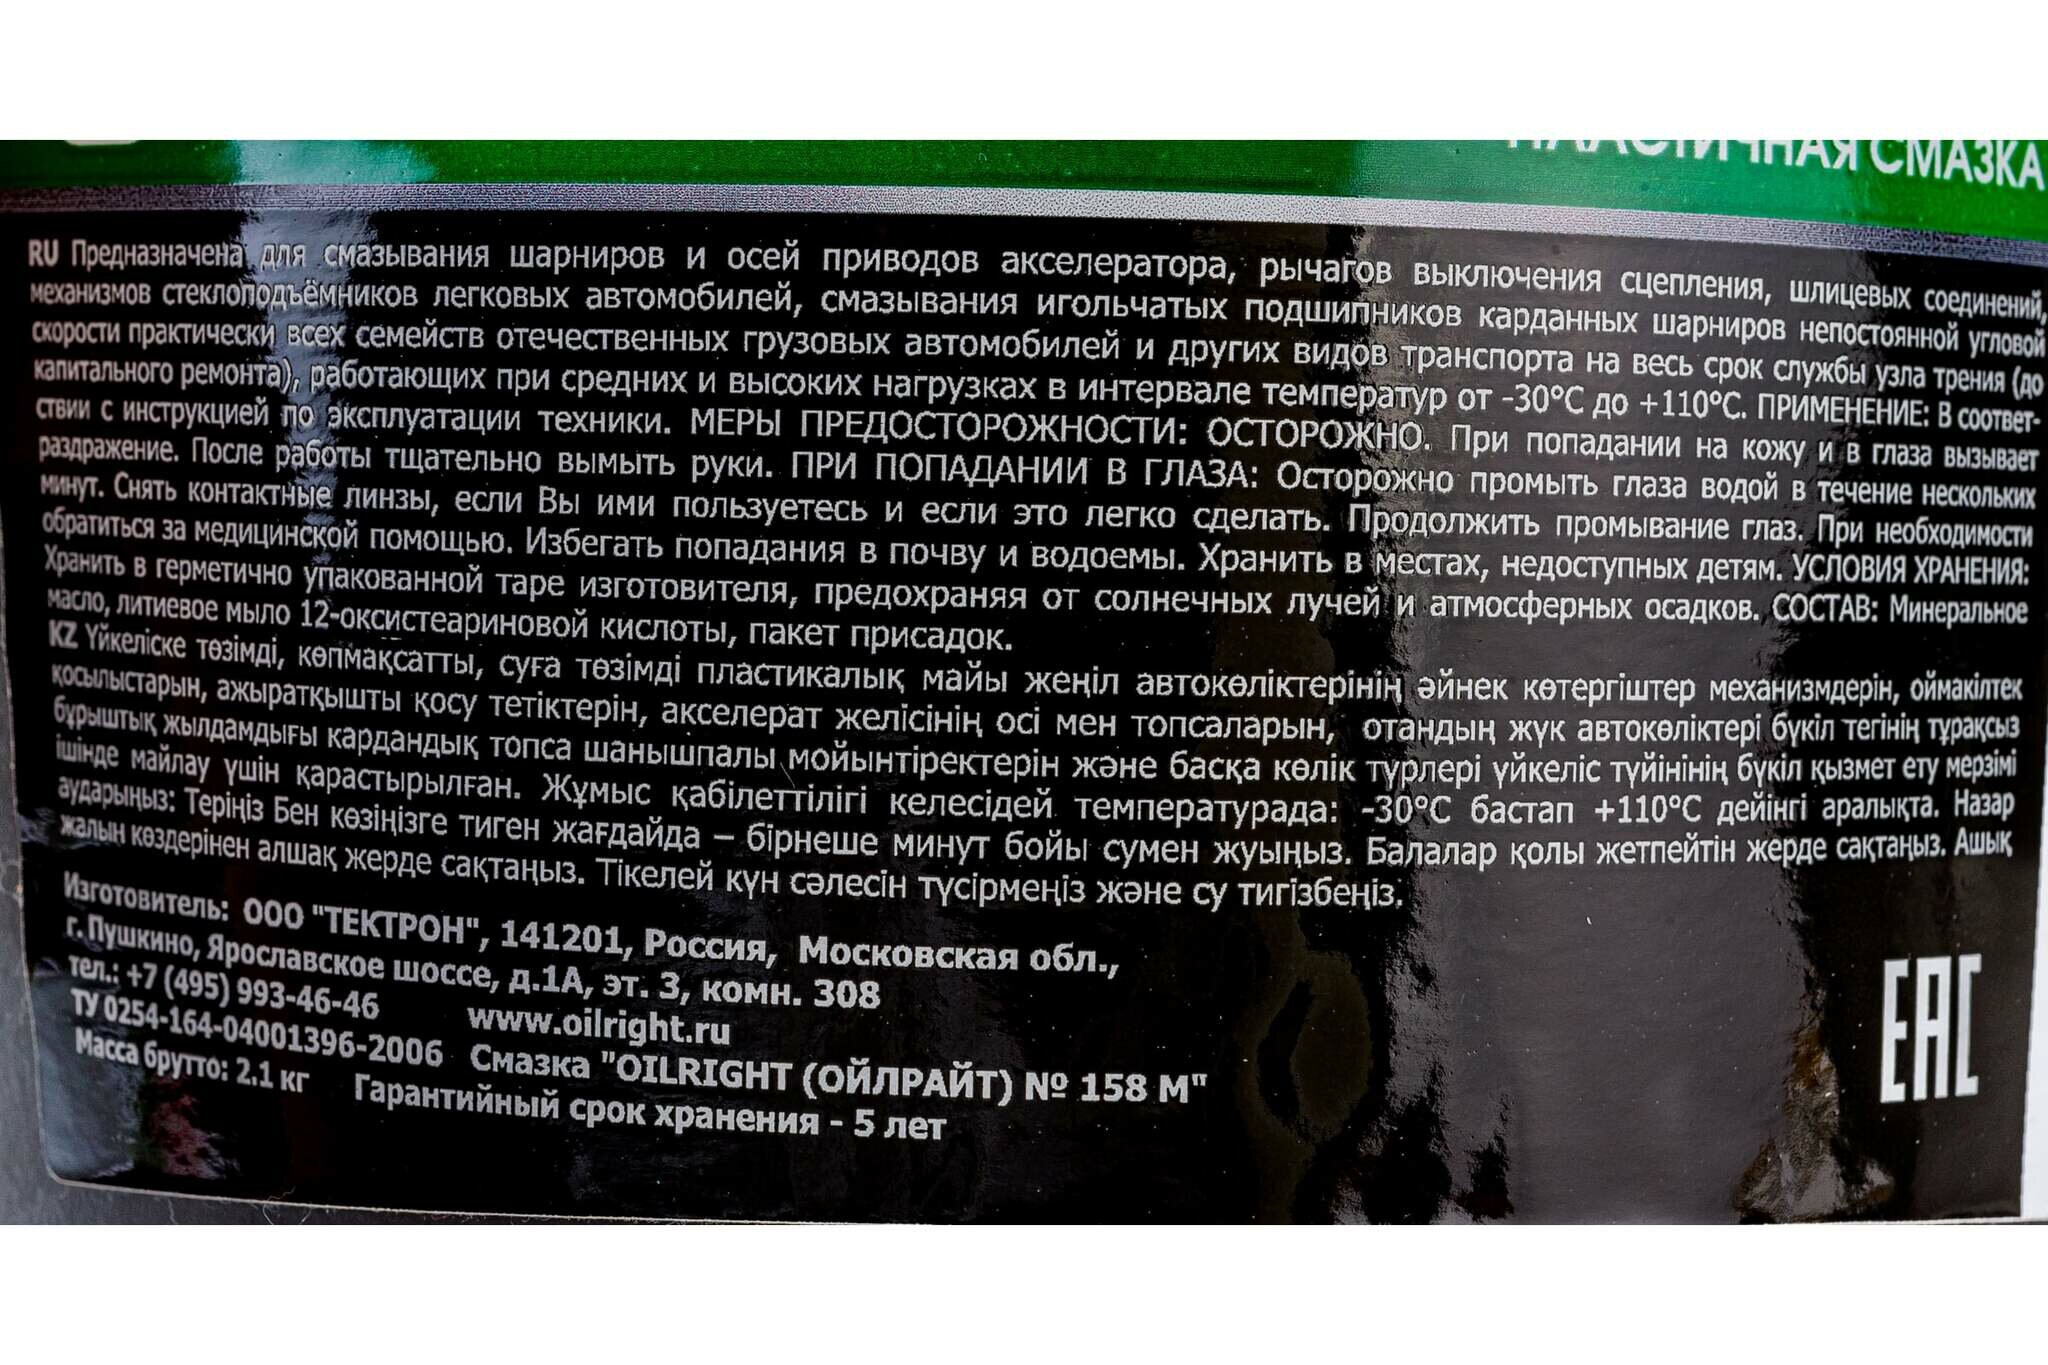 ПЛАСТИЧНАЯ СМАЗКА
RU Предназначена для смазывания шарниров и осей приводов акселератора, рычагов выключения сцепления, шлицевых соединений,
механизмов стеклоподъёмников легковых автомобилей, смазывания игольчатых подшипников карданных шарниров непостоянной угловой
скорости практически всех семейств отечественных грузовых автомобилей и других видов транспорта на весь срок службы узла трения (до
капитального ремонта), работающих при средних и высоких нагрузках в интервале температур от -30°С до +110°С. ПРИМЕНЕНИЕ: В соответ-
ствии с инструкцией по эксплуатации техники. МЕРЫ ПРЕДОСТОРОЖНОСТИ: ОСТОРОЖНО. При попадании на кожу и в глаза вызывает
раздражение. После работы тщательно вымыть руки. ПРИ ПОПАДАНИИ В ГЛАЗА: Осторожно промыть глаза водой в течение нескольких
минут. Снять контактные линзы, если Вы ими пользуетесь и если это легко сделать. Продолжить промывание глаз. При необходимости
обратиться за медицинской помощью. Избегать попадания в почву и водоемы. Хранить в местах, недоступных детям. УСЛОВИЯ ХРАНЕНИЯ:
Хранить в герметично упакованной таре изготовителя, предохраняя от солнечных лучей и атмосферных осадков. СОСТАВ: Минеральное
масло, литиевое мыло 12-оксистеариновой кислоты, пакет присадок.
KZ Үйкеліске төзімді, көпмақсатты, суға төзімді пластикалық майы жеңіл автокөліктерінің әйнек көтергіштер механизмдерін, оймакілтек
қосылыстарын, ажыратқышты қосу тетіктерін, акселерат желісінің осі мен топсаларын, отандың жүк автокөліктері бүкіл тегінің тұрақсыз
бұрыштық жылдамдығы кардандық топса шанышпалы мойынтіректерін және басқа көлік түрлері үйкеліс түйінінің бүкіл қызмет ету мерзімі
ішінде майлау үшін қарастырылған. Жұмыс қабілеттілігі келесідей температурада: -30°С бастап +110°С дейінгі аралықта. Назар
аударыңыз: Теріңіз Бен көзіңізге тиген жағдайда – бірнеше минут бойы сумен жуыңыз. Балалар қолы жетпейтін жерде сақтаңыз. Ашық
жалын көздерінен алшақ жерде сақтаңыз. Тікелей күн сәлесін түсірмеңіз және су тигізбеңіз.
Изготовитель: ООО "ТЕКТРОН", 141201, Россия, Московская обл.,
г. Пушкино, Ярославское шоссе, д.1А, эт. 3, комн. 308
тел.: +7 (495) 993-46-46 www.oilright.ru
ТУ 0254-164-04001396-2006 Смазка "OILRIGHT (ОЙЛРАЙТ) № 158 М"
Масса брутто: 2.1 кг Гарантийный срок хранения - 5 лет
ЕАС